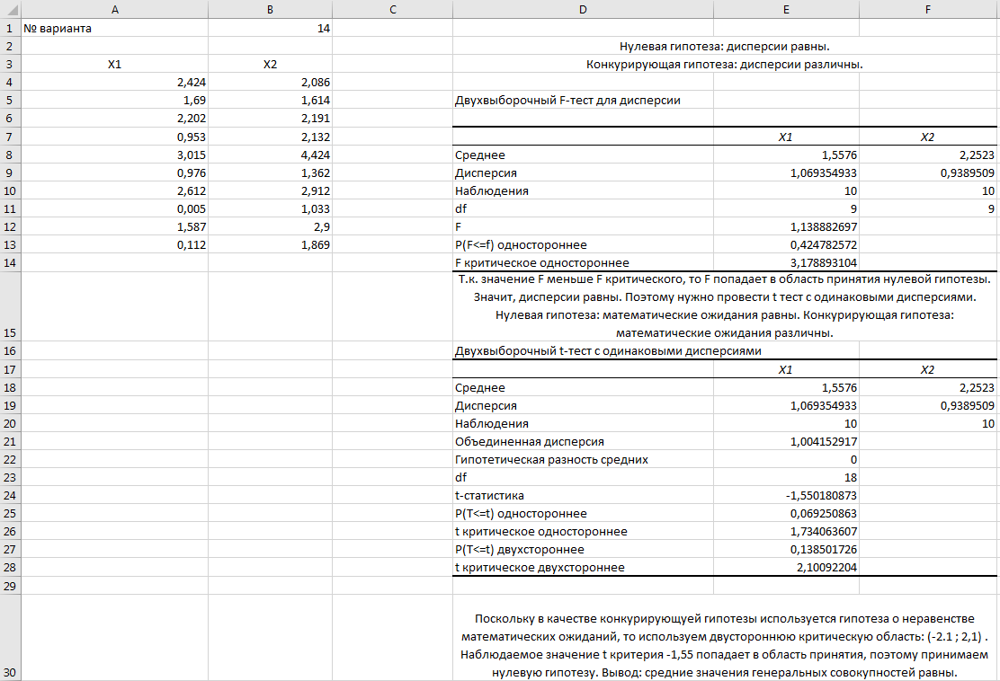 A B C D E F
1 № варианта 14
2 Нулевая гипотеза: дисперсии равны.
3 X1 X2 Конкурирующая гипотеза: дисперсии различны.
4 2,424 2,086
5 1,69 1,614 Двухвыборочный F-тест для дисперсии
6 2,202 2,191
7 0,953 2,132 X1 X2
8 3,015 4,424 Среднее 1,5576 2,2523
9 0,976 1,362 Дисперсия 1,069354933 0,9389509
10 2,612 2,912 Наблюдения 10 10
11 0,005 1,033 df 9 9
12 1,587 2,9 F 1,138882697
13 0,112 1,869 P(F<=f) одностороннее 0,424782572
14 F критическое одностороннее 3,178893104
Т.к. значение F меньше F критического, то F попадает в область принятия нулевой гипотезы.
Значит, дисперсии равны. Поэтому нужно провести t тест с одинаковыми дисперсиями.
Нулевая гипотеза: математические ожидания равны. Конкурирующая гипотеза:
15 математические ожидания различны.
16 Двухвыборочный t-тест с одинаковыми дисперсиями
17 X1 X2
18 Среднее 1,5576 2,2523
19 Дисперсия 1,069354933 0,9389509
20 Наблюдения 10 10
21 Объединенная дисперсия 1,004152917
22 Гипотетическая разность средних 0
23 df 18
24 t-статистика -1,550180873
25 P(T<=t) одностороннее 0,069250863
26 t критическое одностороннее 1,734063607
27 P(T<=t) двухстороннее 0,138501726
28 t критическое двухстороннее 2,10092204
29
Поскольку в качестве конкурирующуей гипотезы используется гипотеза о неравенстве
математических ожиданий, то используем двустороннюю критическую область: (-2.1 ; 2,1) .
Наблюдаемое значение t критерия -1,55 попадает в область принятия, поэтому принимаем
30 нулевую гипотезу. Вывод: средние значения генеральных совокупностей равны.